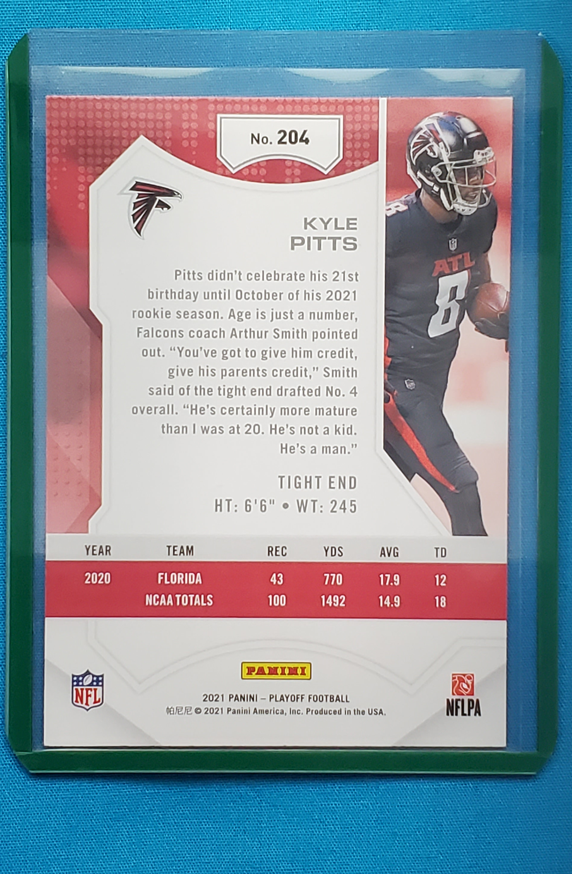 No. 204
KYLE
PITTS
Pitts didn't celebrate his 21st
birthday until October of his 2021
rookie season. Age is just a number,
Falcons coach Arthur Smith pointed
out. "You've got to give him credit,
give his parents credit," Smith
said of the tight end drafted No. 4
overall. "He's certainly more mature
than I was at 20. He's not a kid.
He's a man."
TIGHT END
HT: 6'6" • WT: 245
8
ATL
8
YEAR TEAM REC YDS AVG TD
2020 FLORIDA 43 770 17.9 12
NCAA TOTALS 100 1492 14.9 18
PANINI
NFL
2021 PANINI – PLAYOFF FOOTBALL
帕尼尼 © 2021 Panini America, Inc. Produced in the USA.
NFLPA